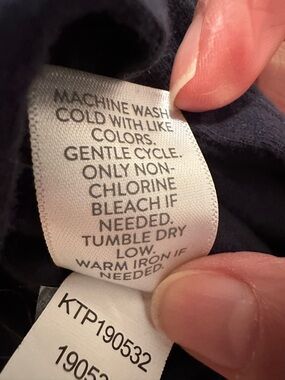 MACHINE WASH
COLD WITH LIKE
COLORS.
GENTLE CYCLE.
ONLY NON-
CHLORINE
BLEACH IF
NEEDED.
TUMBLE DRY
LOW.
WARM IRON IF
NEEDED.
KTP190532
19053